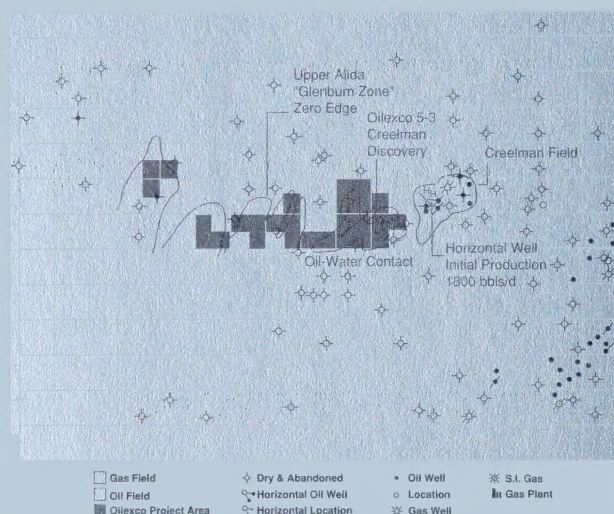 Upper Alida
"Glenburn Zone"
Zero Edge
Oilexco 5-3
Creelman
Discovery
Creelman Field
Oil-Water Contact
Horizontal Well
Initial Production
1800 bbls/d
Gas Field
Oil Field
Oilexco Project Area
Dry & Abandoned
Horizontal Oil Well
Horizontal Location
Oil Well
Location
Gas Well
S.I. Gas
Gas Plant